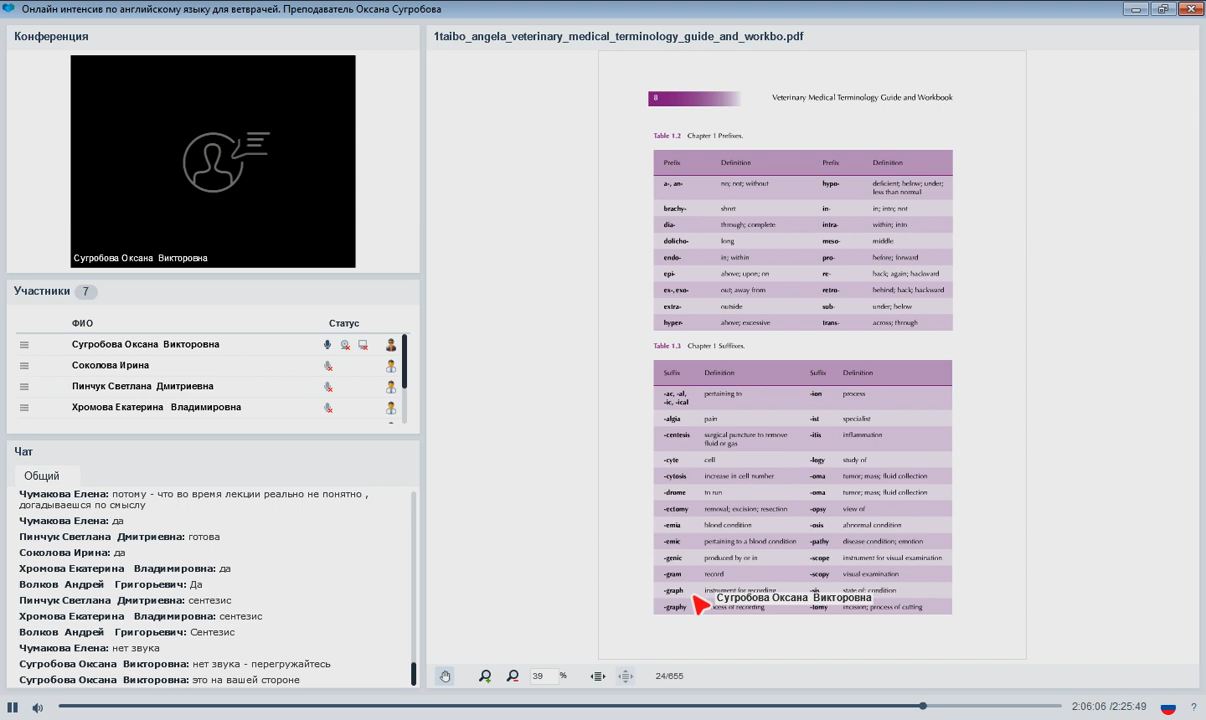 Онлайн интенсив по английскому языку для ветврачей. Преподаватель Оксана Сугробова
Конференция
Сугробова Оксана Викторовна
Участники 7
ФИО Статус
Сугробова Оксана Викторовна
Соколова Ирина
Пинчук Светлана Дмитриевна
Хромова Екатерина Владимировна
Чат
Общий
Чумакова Елена: потому - что во время лекции реально не понятно ,
догадываешся по смыслу
Чумакова Елена: да
Пинчук Светлана Дмитриевна: готова
Соколова Ирина: да
Хромова Екатерина Владимировна: да
Волков Андрей Григорьевич: Да
Пинчук Светлана Дмитриевна: сентезис
Хромова Екатерина Владимировна: сентезис
Волков Андрей Григорьевич: Сентезис
Чумакова Елена: нет звука
Сугробова Оксана Викторовна: нет звука - перегружайтесь
Сугробова Оксана Викторовна: это на вашей стороне
1taibo_angela_veterinary_medical_terminology_guide_and_workbo.pdf
8 Veterinary Medical Terminology Guide and Workbook
Table 1.2 Chapter 1 Prefixes.
Prefix Definition Prefix Definition
a-, an- no; not; without hypo- deficient; below; under;
less than normal
brachy- short in- in; into; not
dia- through; complete intra- within; into
dolicho- long meso- middle
endo- in; within pro- before; forward
epi- above; upon; on re- back; again; backward
ex-, exo- out; away from retro- behind; back; backward
extra- outside sub- under; below
hyper- above; excessive trans- across; through
Table 1.3 Chapter 1 Suffixes.
Suffix Definition Suffix Definition
-ac, -al, pertaining to -ion process
-ic, -ical
-algia pain -ist specialist
-centesis surgical puncture to remove -itis inflammation
fluid or gas
-cyte cell -logy study of
-cytosis increase in cell number -oma tumor; mass; fluid collection
-drome to run -oma tumor; mass; fluid collection
-ectomy removal; excision; resection -opsy view of
-emia blood condition -osis abnormal condition
-emic pertaining to a blood condition -pathy disease condition; emotion
-genic produced by or in -scope instrument for visual examination
-gram record -scopy visual examination
-graph instrument for recording -sis state of; condition
Сугробова Оксана Викторовна
-graphy of recording -tomy incision; process of cutting
39 % 24/655
2:06:06 /2:25:49 ?